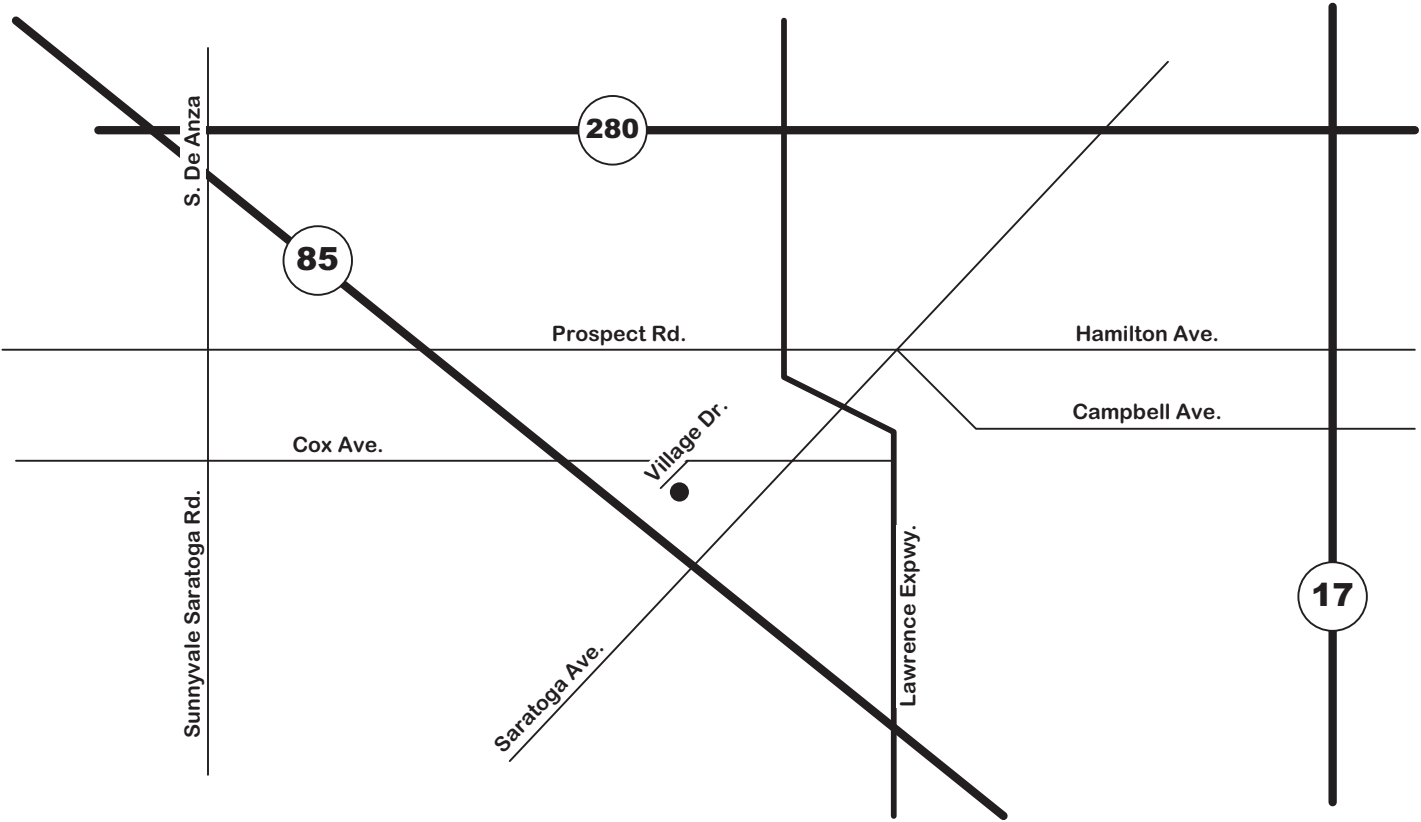 S. De Anza
280
85
Prospect Rd.
Hamilton Ave.
Campbell Ave.
Village Dr.
Cox Ave.
Sunnyvale Saratoga Rd.
Lawrence Expwy.
17
Saratoga Ave.